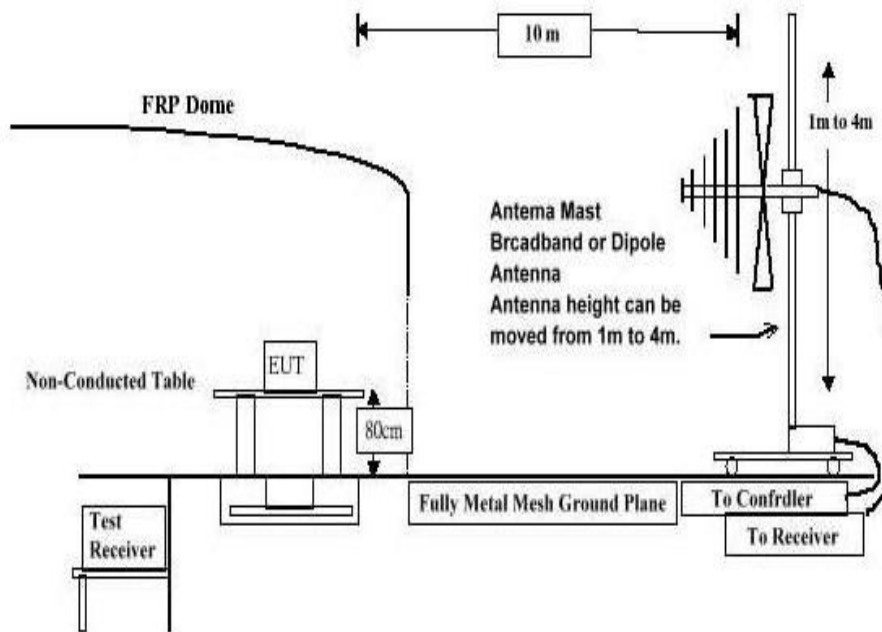 10 m
FRP Dome
1m to 4m
Antema Mast
Brcadband or Dipole
Antenna
Antenna height can be
moved from 1m to 4m.
EUT
Non-Conducted Table
80cm
Fully Metal Mesh Ground Plane
To Confrdler
Test
Receiver
To Receiver